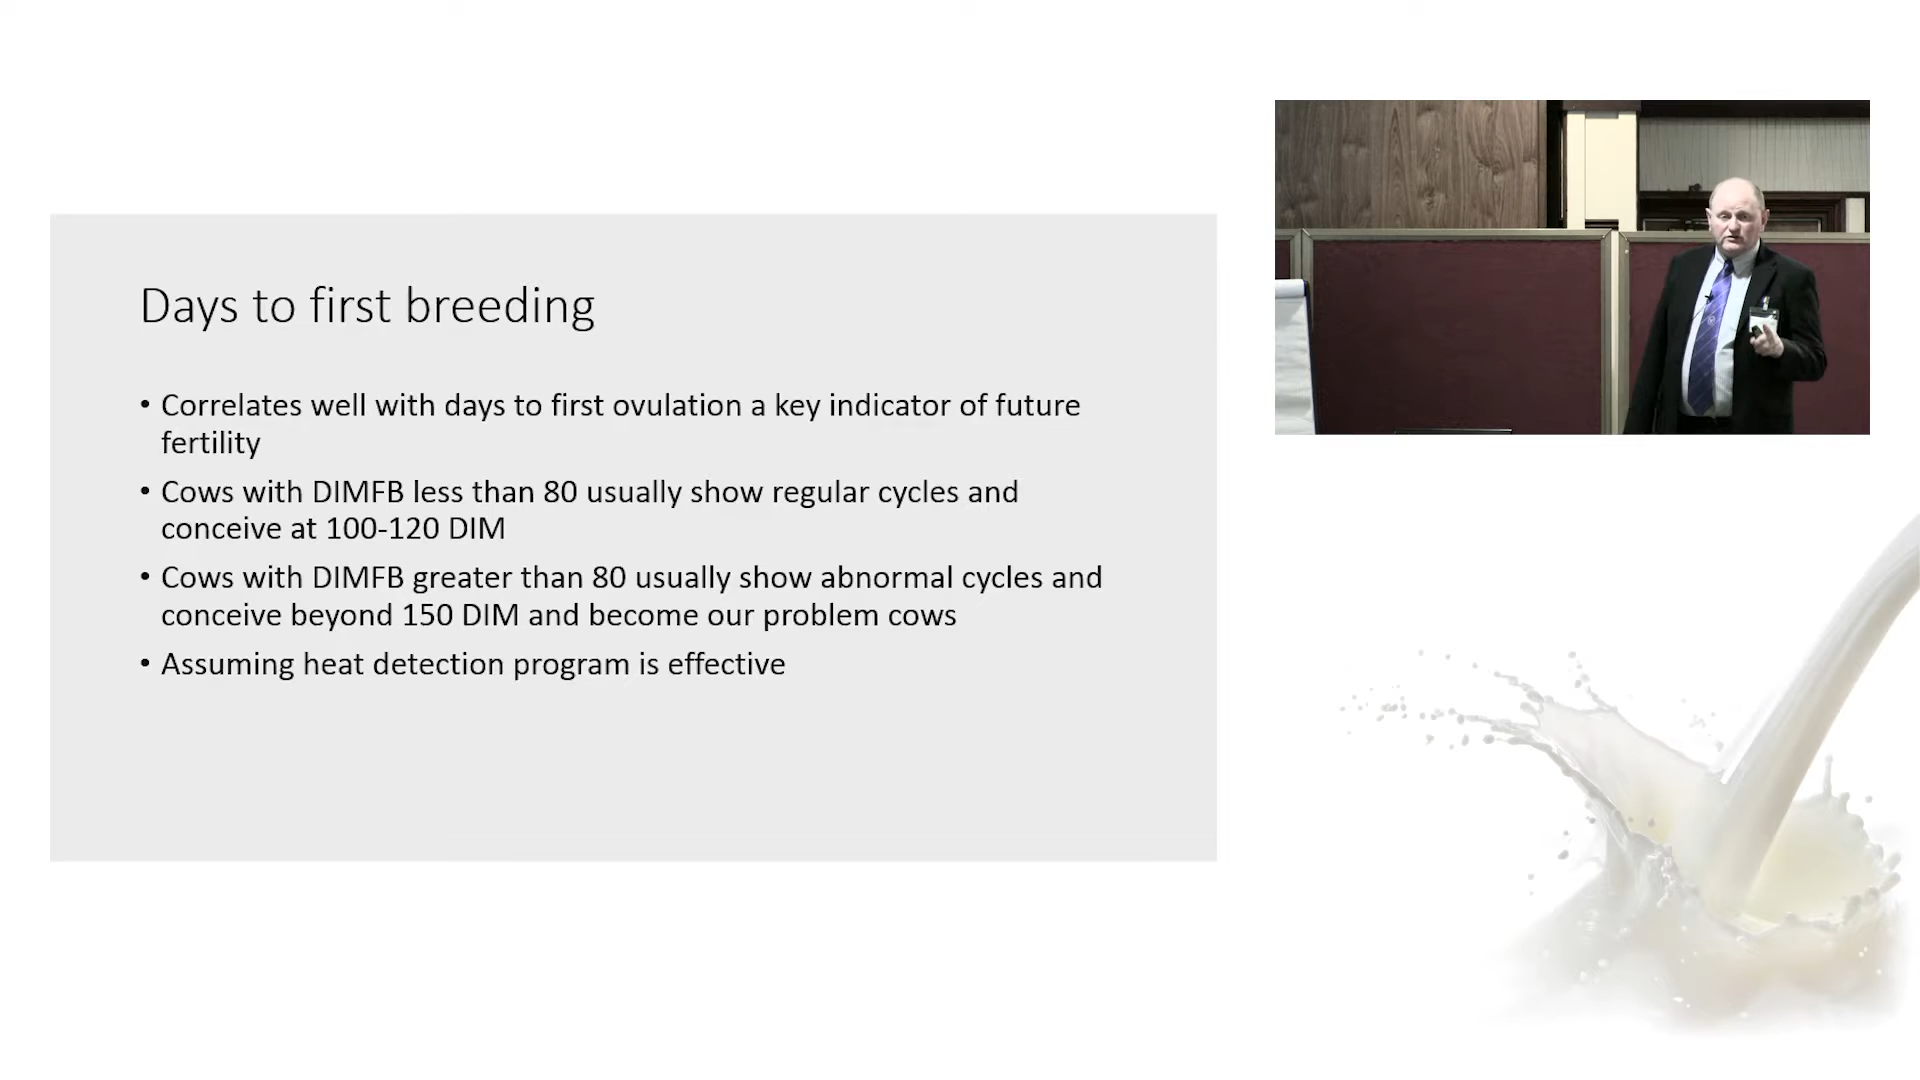 Days to first breeding
• Correlates well with days to first ovulation a key indicator of future
fertility
• Cows with DIMFB less than 80 usually show regular cycles and
conceive at 100-120 DIM
• Cows with DIMFB greater than 80 usually show abnormal cycles and
conceive beyond 150 DIM and become our problem cows
• Assuming heat detection program is effective